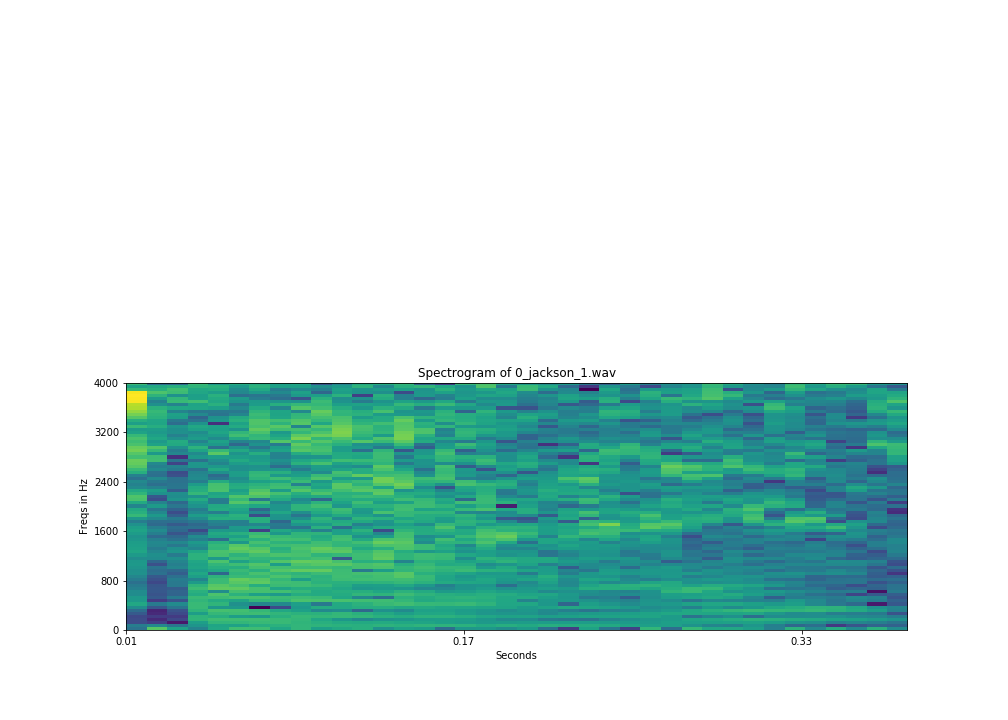 Spectrogram of 0_jackson_1.wav
4000
3200
2400
1600
800
0
Freqs in Hz
0.01 0.17 0.33
Seconds